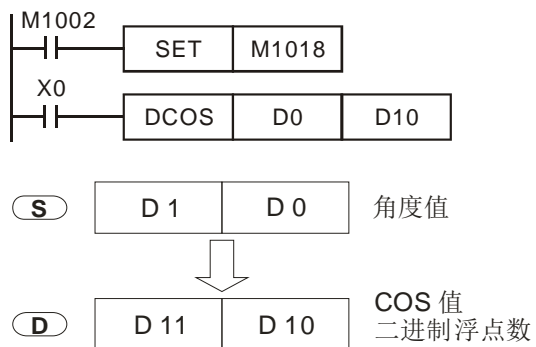 M1002
SET M1018
X0
DCOS D0 D10
S D 1 D 0 角度值
D D 11 D 10 COS 值
二进制浮点数